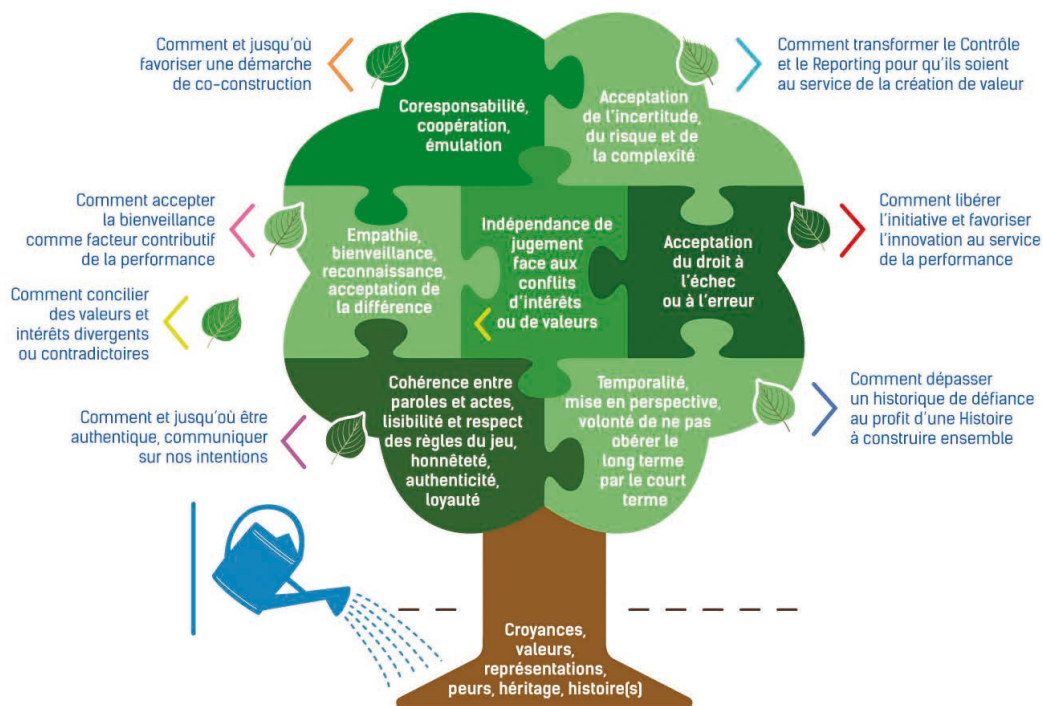 Comment et jusqu'où
favoriser une démarche
de co-construction
Coresponsabilité,
coopération,
émulation
Acceptation
de l'incertitude,
du risque et de
la complexité
Comment transformer le Contrôle
et le Reporting pour qu'ils soient
au service de la création de valeur
Comment accepter
la bienveillance
comme facteur contributif
de la performance
Empathie,
bienveillance,
reconnaissance,
acceptation de
la différence
Indépendance de
jugement
face aux
conflits
d'intérêts
ou de valeurs
Acceptation
du droit à
l'échec
ou à l'erreur
Comment libérer
l'initiative et favoriser
l'innovation au service
de la performance
Comment concilier
des valeurs et
intérêts divergents
ou contradictoires
Comment et jusqu'où être
authentique, communiquer
sur nos intentions
Cohérence entre
paroles et actes,
lisibilité et respect
des règles du jeu,
honnêteté,
authenticité,
loyauté
Temporalité,
mise en perspective,
volonté de ne pas
obérer le
long terme
par le court
terme
Comment dépasser
un historique de défiance
au profit d'une Histoire
à construire ensemble
Croyances,
valeurs,
représentations,
peurs, héritage, histoire(s)